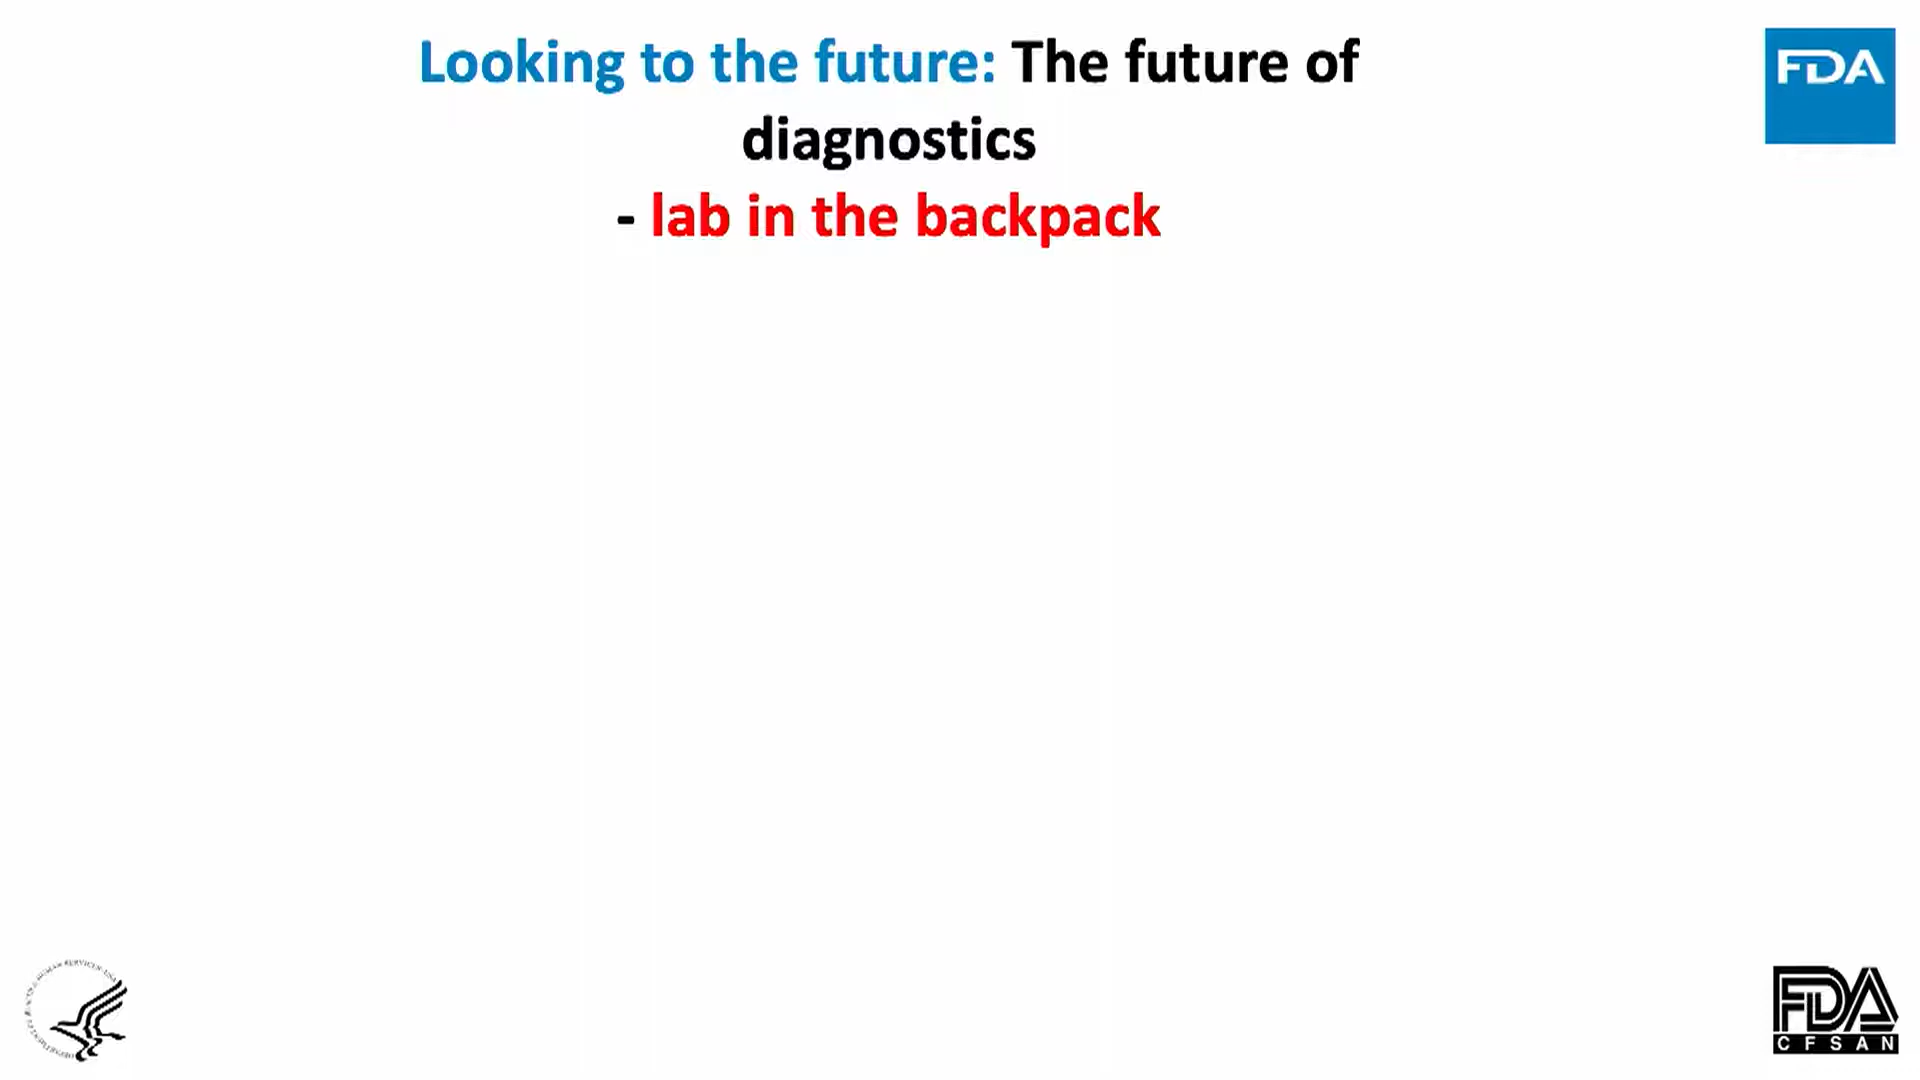 Looking to the future: The future of
diagnostics
- lab in the backpack
FDA
FDA
CFSAN